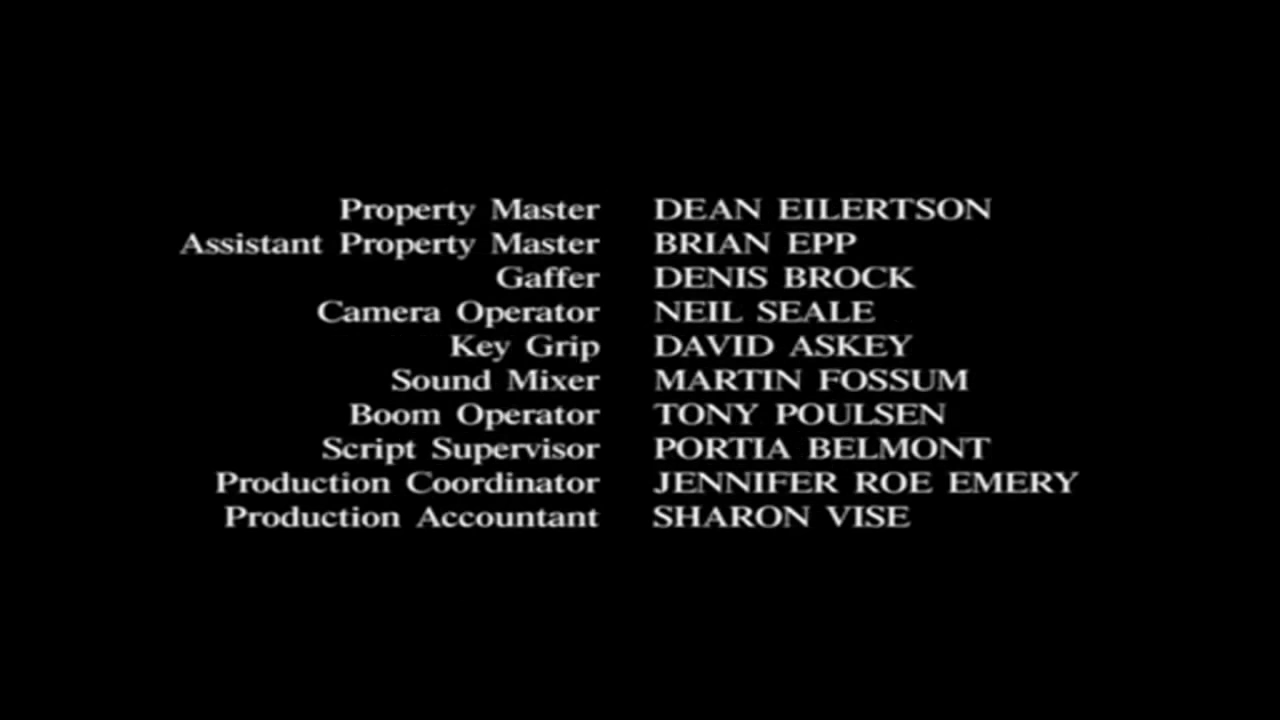 Property Master DEAN EILERTSON
Assistant Property Master BRIAN EPP
Gaffer DENIS BROCK
Camera Operator NEIL SEALE
Key Grip DAVID ASKEY
Sound Mixer MARTIN FOSSUM
Boom Operator TONY POULSEN
Script Supervisor PORTIA BELMONT
Production Coordinator JENNIFER ROE EMERY
Production Accountant SHARON VISE